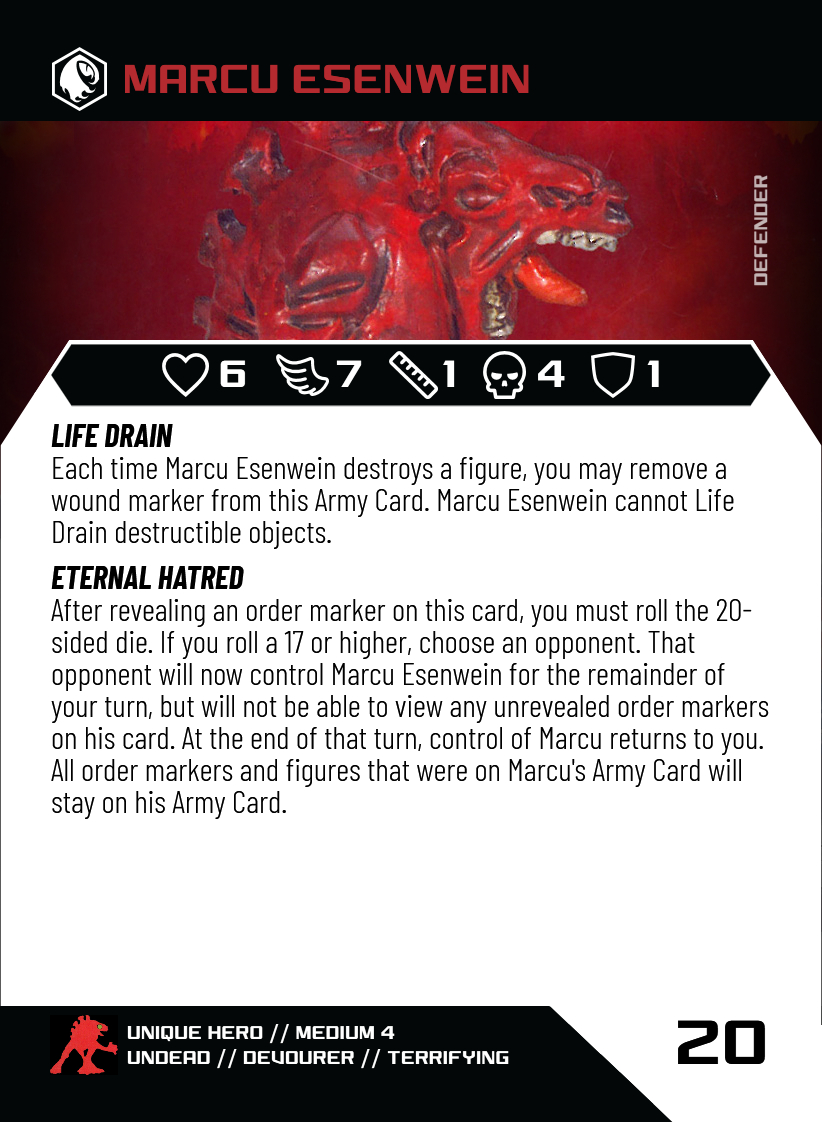 MARCU ESENWEIN
DEFENDER
6 7 1 4 1
LIFE DRAIN
Each time Marcu Esenwein destroys a figure, you may remove a
wound marker from this Army Card. Marcu Esenwein cannot Life
Drain destructible objects.
ETERNAL HATRED
After revealing an order marker on this card, you must roll the 20-
sided die. If you roll a 17 or higher, choose an opponent. That
opponent will now control Marcu Esenwein for the remainder of
your turn, but will not be able to view any unrevealed order markers
on his card. At the end of that turn, control of Marcu returns to you.
All order markers and figures that were on Marcu's Army Card will
stay on his Army Card.
UNIQUE HERO // MEDIUM 4
UNDEAD // DEVOURER // TERRIFYING
20